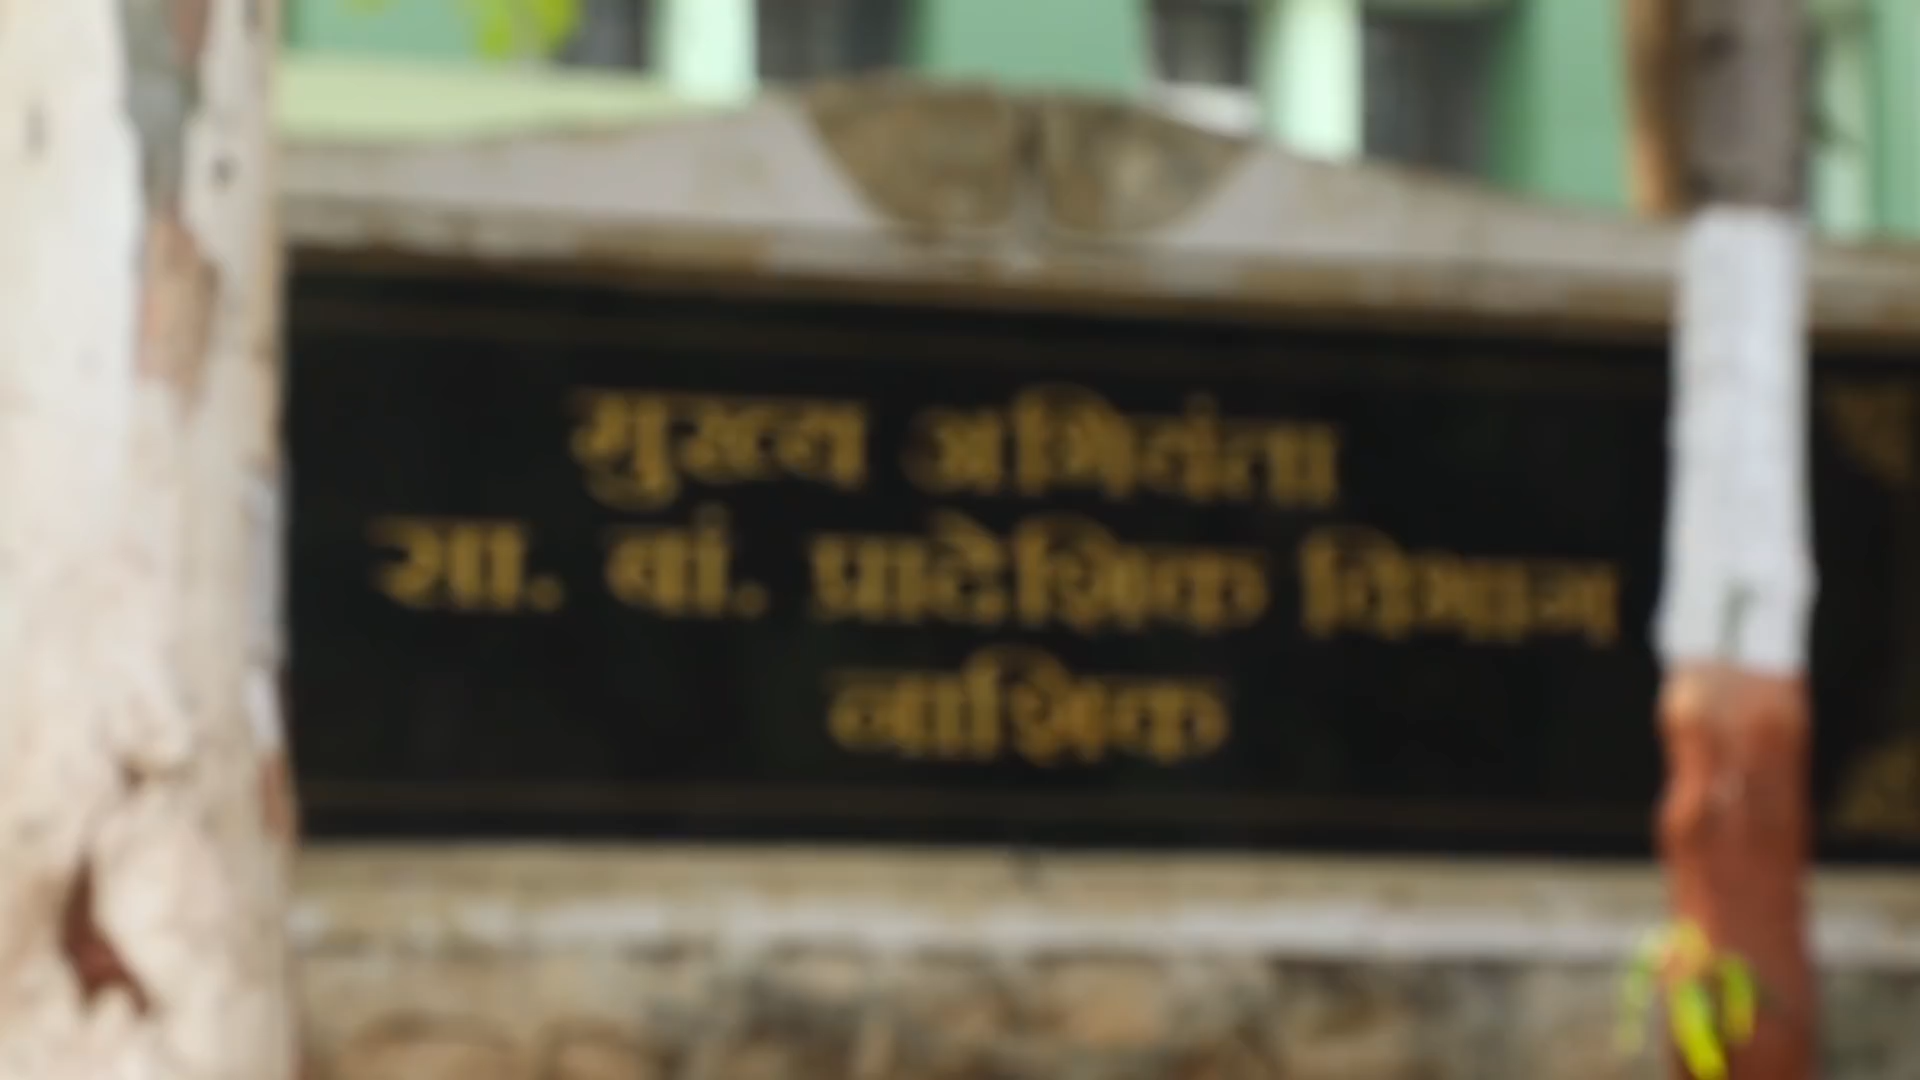 मुख्य अभियंता
सा. बां. प्रादेशिक विभाग
नाशिक